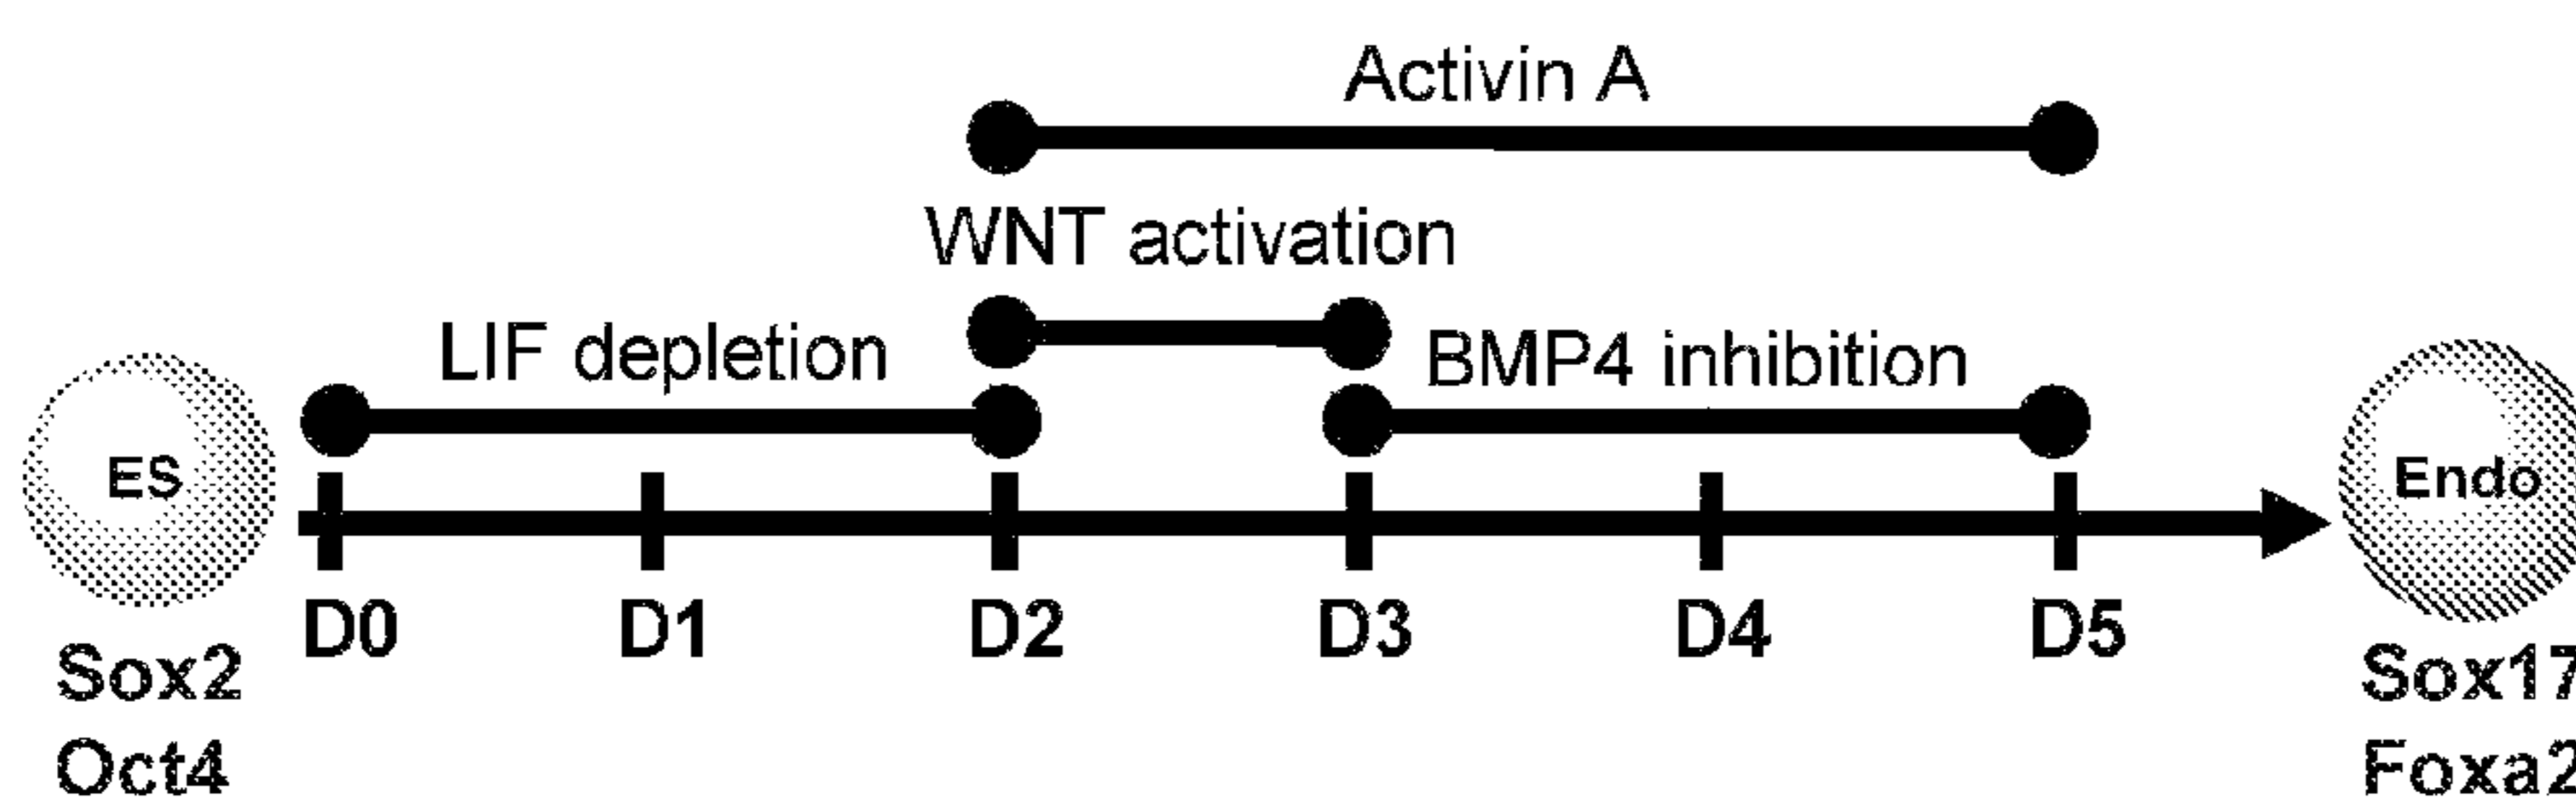 Activin A
WNT activation
LIF depletion
BMP4 inhibition
ES
Endo
D0 D1 D2 D3 D4 D5
Sox2
Oct4
Sox17
Foxa2